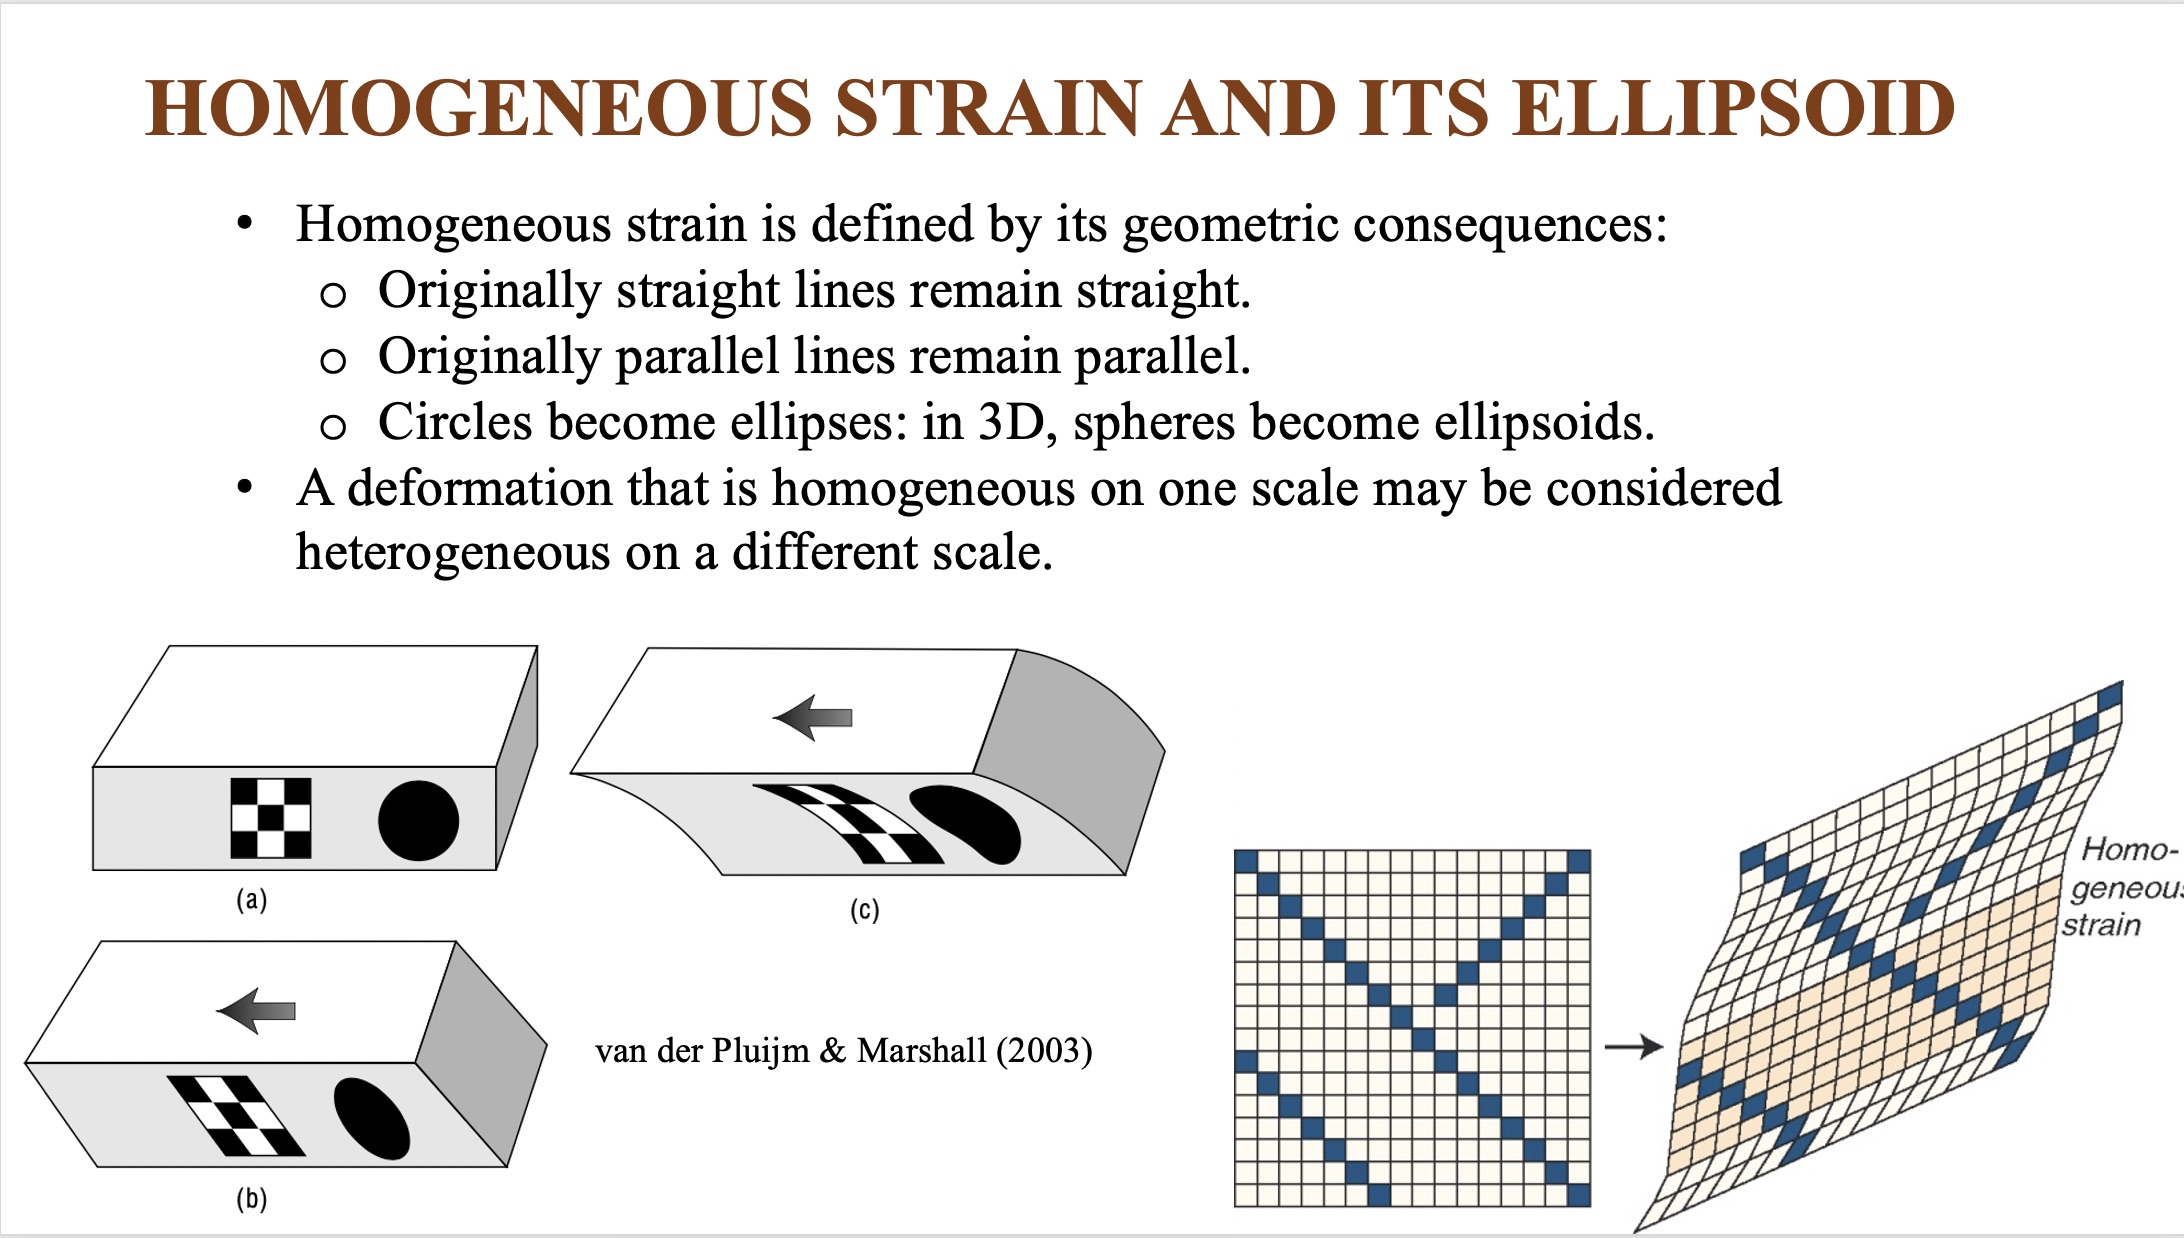 HOMOGENEOUS STRAIN AND ITS ELLIPSOID
• Homogeneous strain is defined by its geometric consequences:
o Originally straight lines remain straight.
o Originally parallel lines remain parallel.
o Circles become ellipses: in 3D, spheres become ellipsoids.
• A deformation that is homogeneous on one scale may be considered
heterogeneous on a different scale.
(a)
(c)
(b)
van der Pluijm & Marshall (2003)
Homo-
geneous
strain